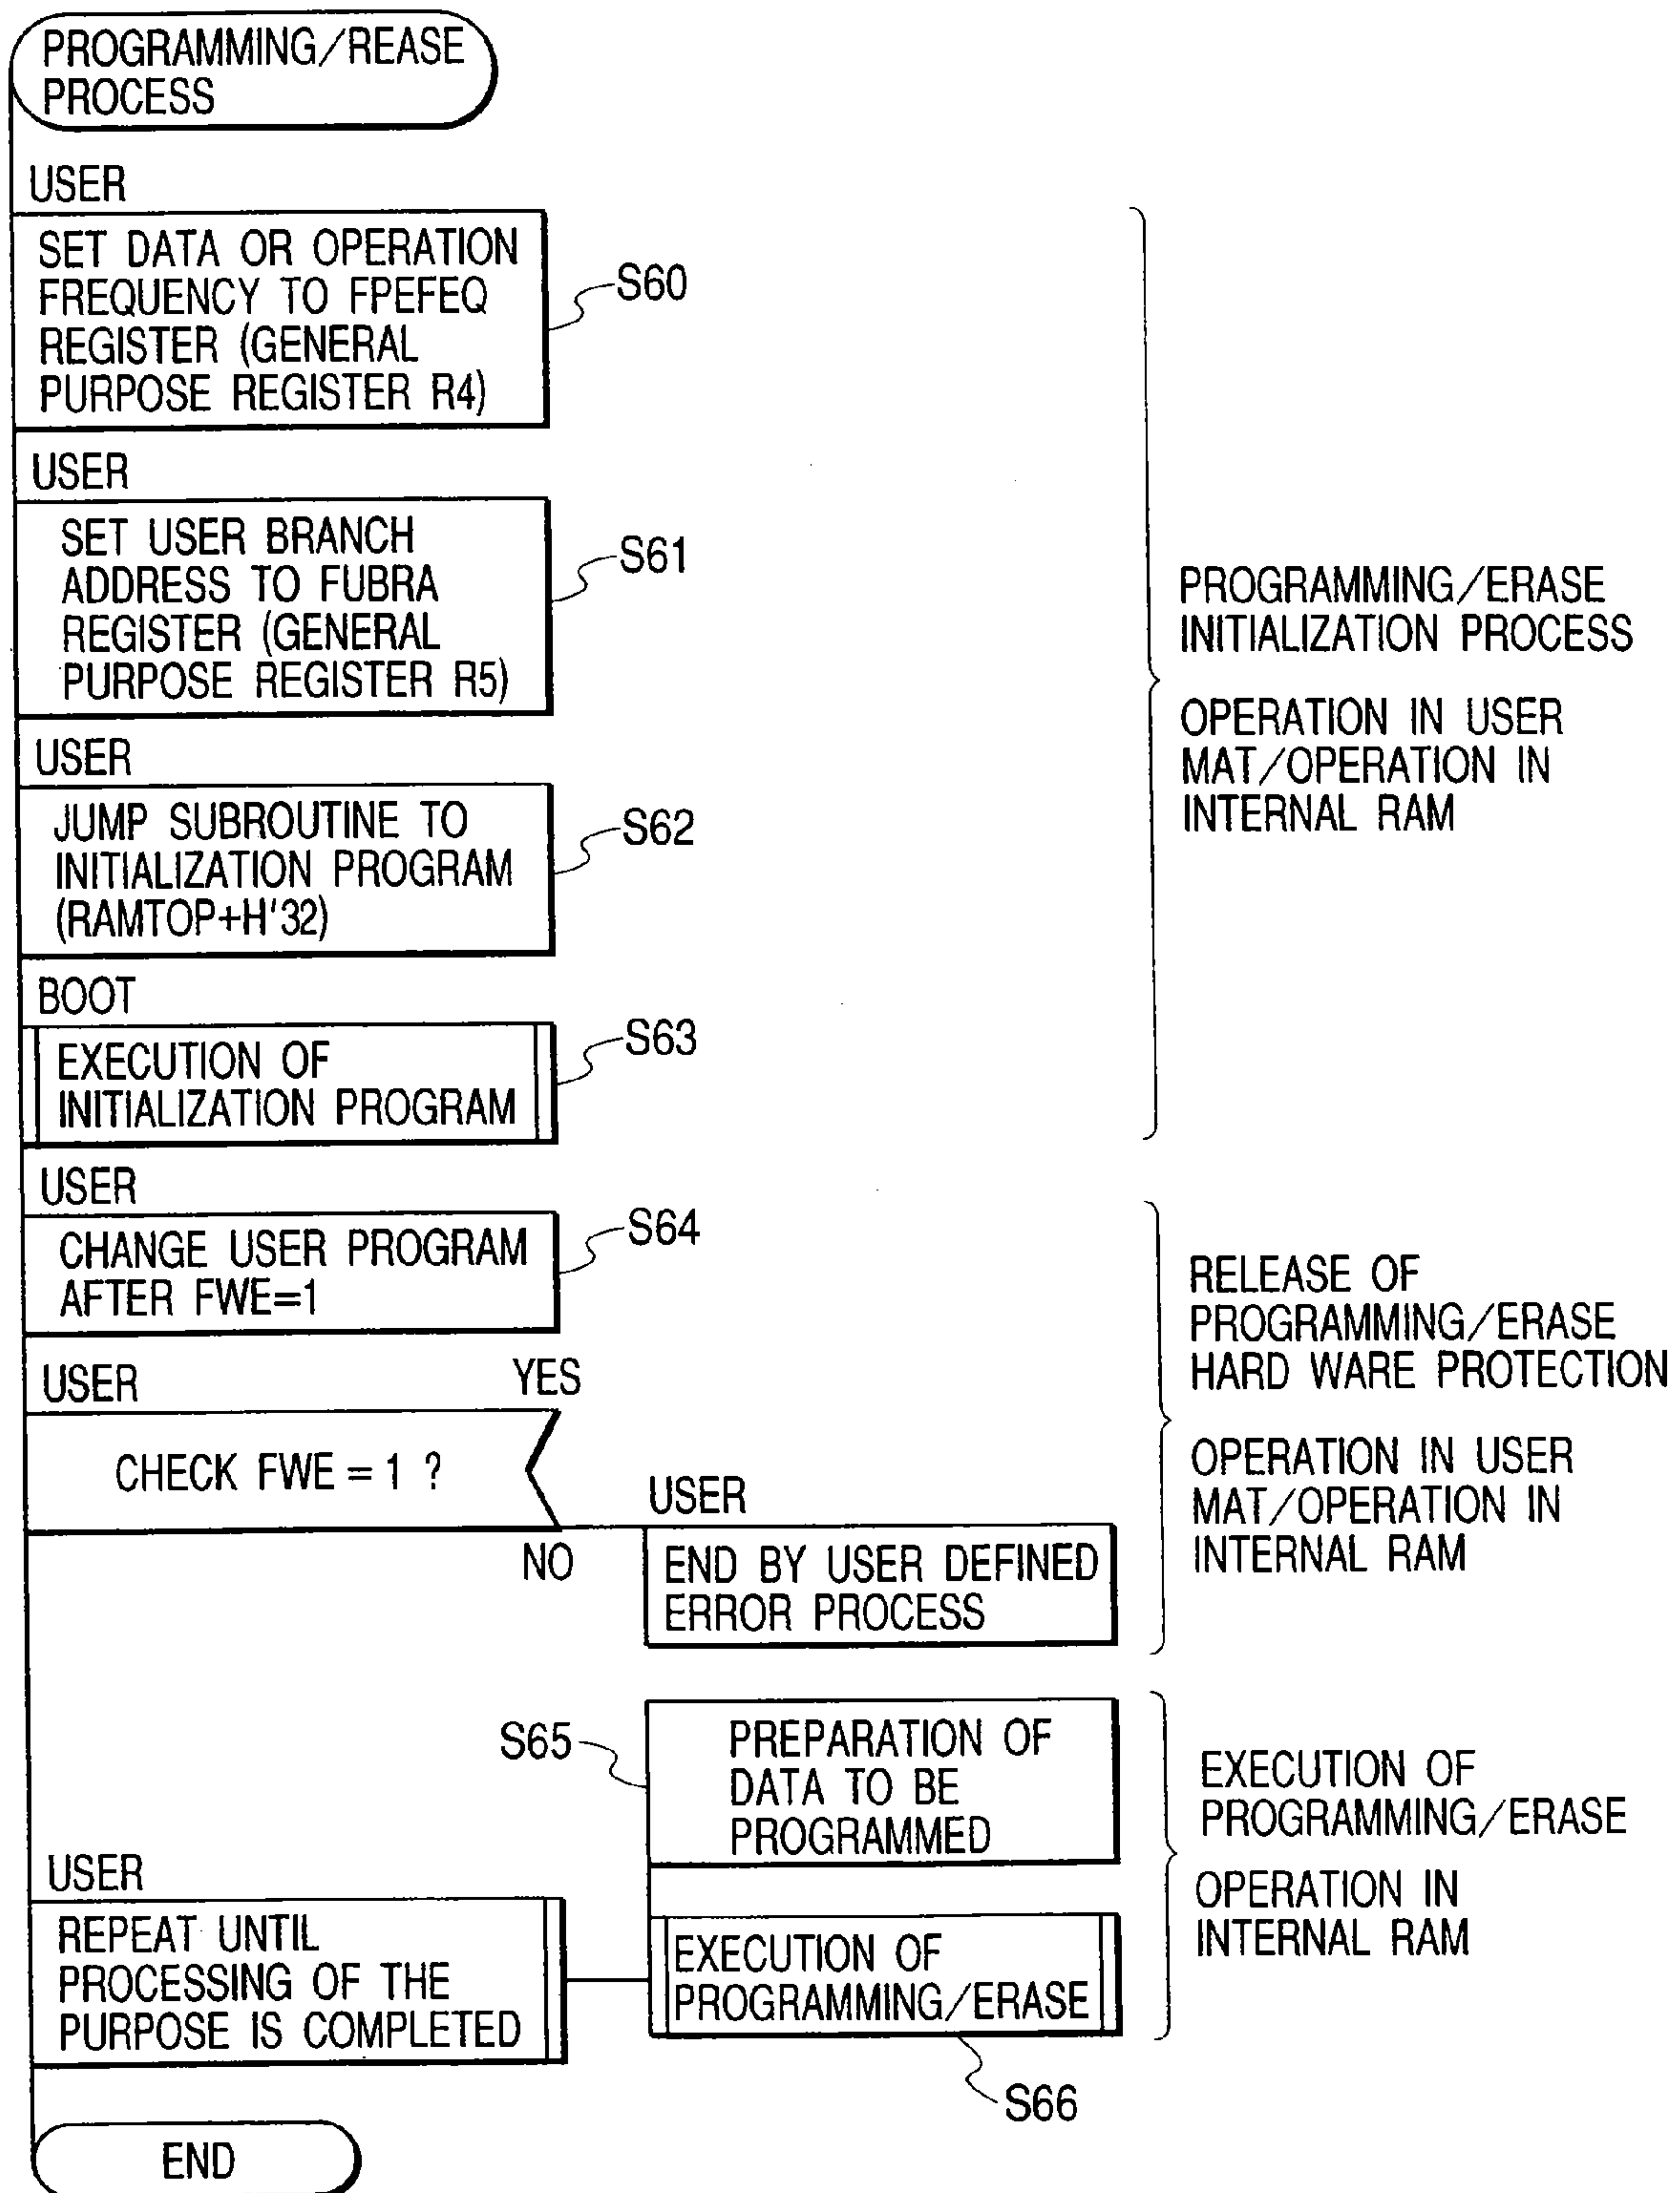 PROGRAMMING/REASE
PROCESS
USER
SET DATA OR OPERATION
FREQUENCY TO FPEFEQ
REGISTER (GENERAL
PURPOSE REGISTER R4)
S60
USER
SET USER BRANCH
ADDRESS TO FUBRA
REGISTER (GENERAL
PURPOSE REGISTER R5)
S61
PROGRAMMING/ERASE
INITIALIZATION PROCESS
OPERATION IN USER
MAT/OPERATION IN
INTERNAL RAM
USER
JUMP SUBROUTINE TO
INITIALIZATION PROGRAM
(RAMTOP+H'32)
S62
BOOT
EXECUTION OF
INITIALIZATION PROGRAM
S63
USER
CHANGE USER PROGRAM
AFTER FWE=1
S64
RELEASE OF
PROGRAMMING/ERASE
HARD WARE PROTECTION
OPERATION IN USER
MAT/OPERATION IN
INTERNAL RAM
USER
YES
CHECK FWE = 1 ?
NO
USER
END BY USER DEFINED
ERROR PROCESS
S65
PREPARATION OF
DATA TO BE
PROGRAMMED
EXECUTION OF
PROGRAMMING/ERASE
OPERATION IN
INTERNAL RAM
USER
REPEAT UNTIL
PROCESSING OF THE
PURPOSE IS COMPLETED
EXECUTION OF
PROGRAMMING/ERASE
S66
END